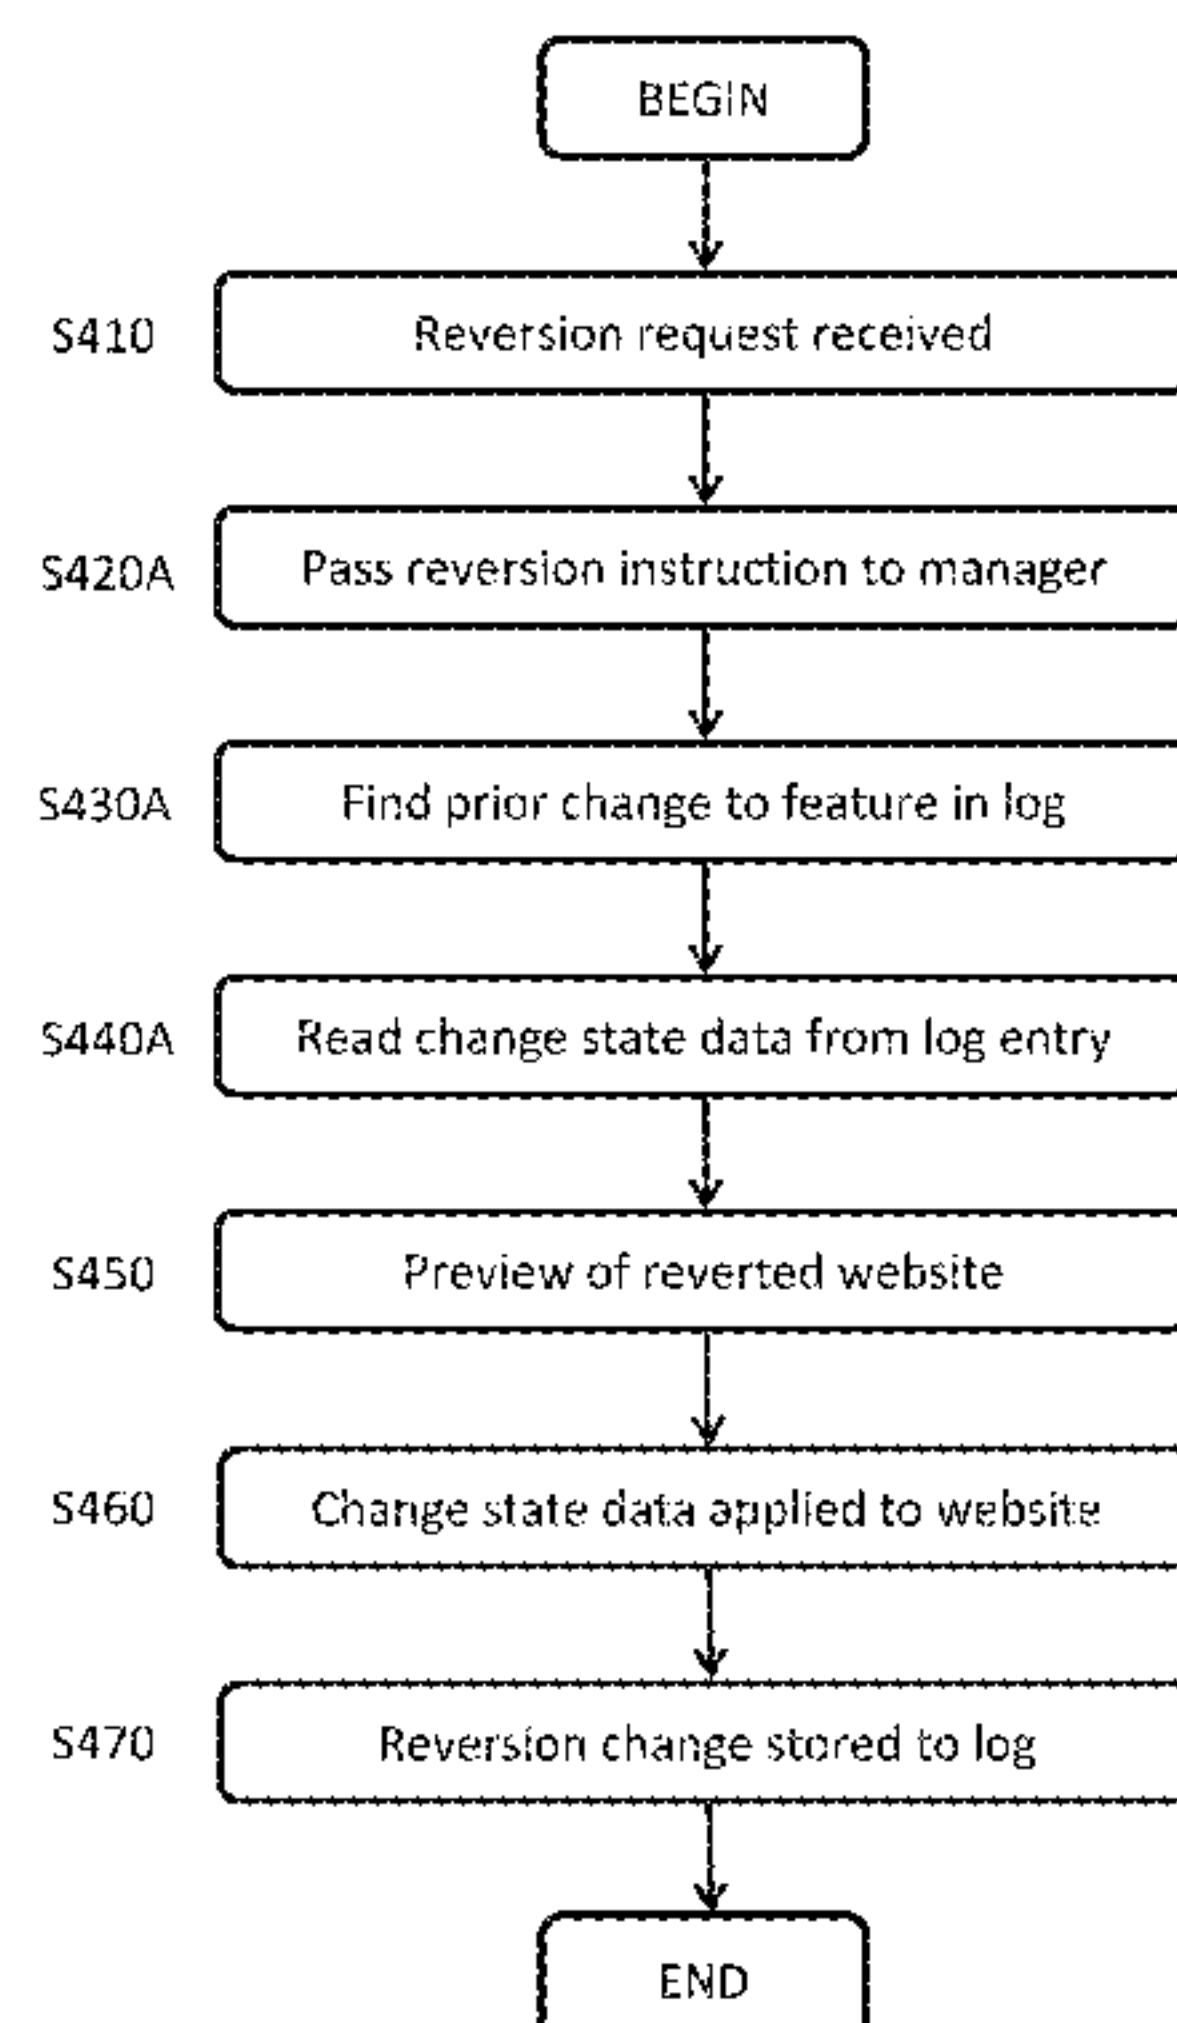 BEGIN
S410 Reversion request received
S420A Pass reversion instruction to manager
S430A Find prior change to feature in log
S440A Read change state data from log entry
S450 Preview of reverted website
S460 Change state data applied to website
S470 Reversion change stored to log
END